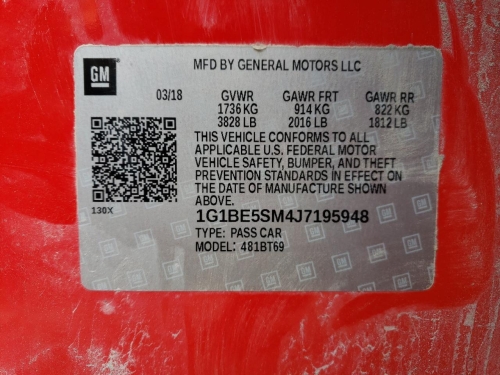 GM
MFD BY GENERAL MOTORS LLC
03/18 GVWR GAWR FRT GAWR RR
1736 KG 914 KG 822 KG
3828 LB 2016 LB 1812 LB
THIS VEHICLE CONFORMS TO ALL
APPLICABLE U.S. FEDERAL MOTOR
VEHICLE SAFETY, BUMPER, AND THEFT
PREVENTION STANDARDS IN EFFECT ON
THE DATE OF MANUFACTURE SHOWN
ABOVE.
130X
1G1BE5SM4J7195948
TYPE: PASS CAR
MODEL: 481BT69